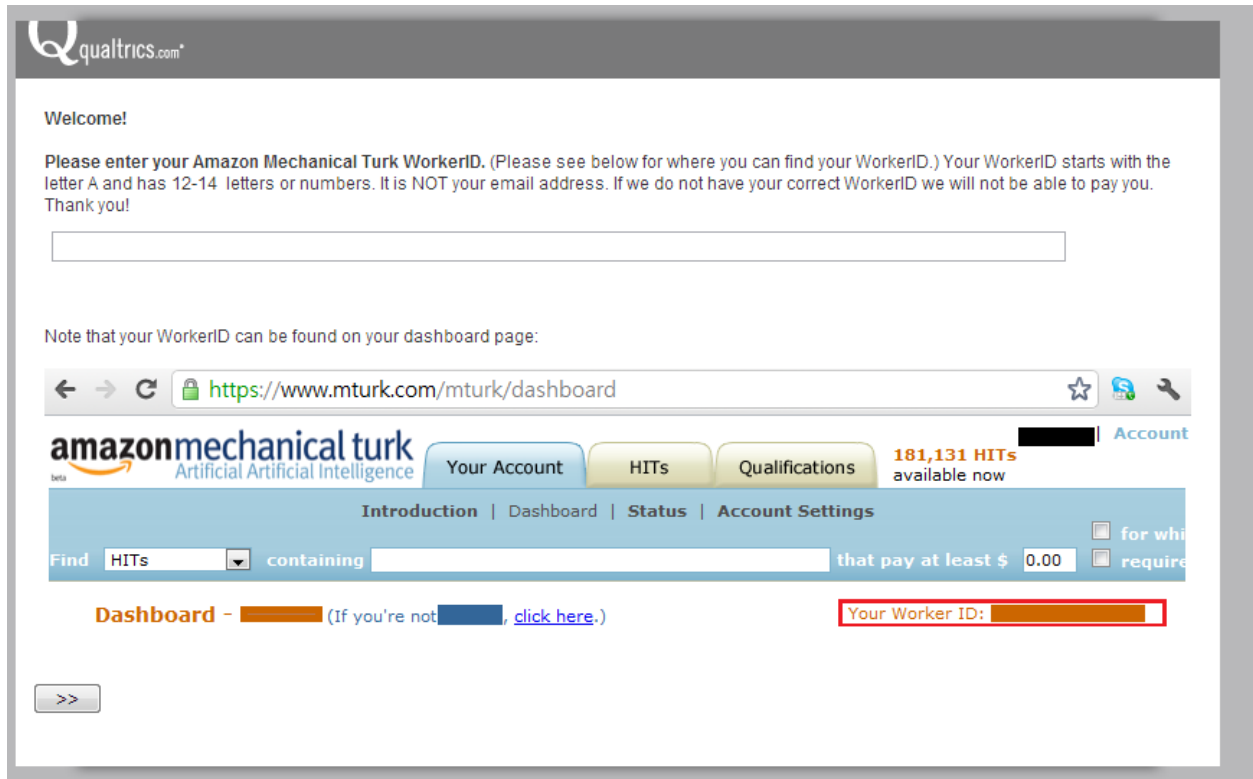 Qualtrics.com
Welcome!
Please enter your Amazon Mechanical Turk WorkerID. (Please see below for where you can find your WorkerID.) Your WorkerID starts with the
letter A and has 12-14 letters or numbers. It is NOT your email address. If we do not have your correct WorkerID we will not be able to pay you.
Thank you!
Note that your WorkerID can be found on your dashboard page:
https://www.mturk.com/mturk/dashboard
| Account
amazonmechanical turk
beta Artificial Artificial Intelligence
Your Account HITs Qualifications
181,131 HITs
available now
Introduction | Dashboard | Status | Account Settings
for whi
Find HITs containing that pay at least $ 0.00 require
Dashboard - (If you're not , click here.) Your Worker ID:
>>